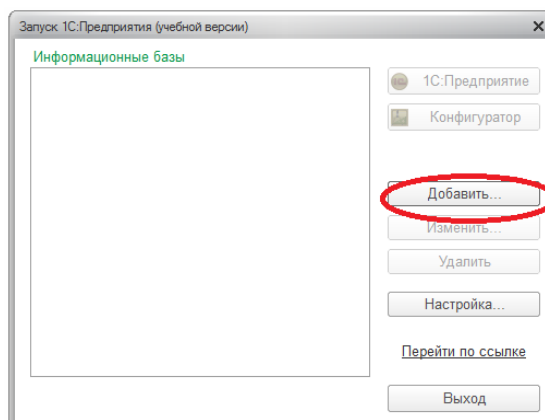 Запуск 1С:Предприятия (учебной версии)
Информационные базы
1С:Предприятие
Конфигуратор
Добавить...
Изменить...
Удалить
Настройка...
Перейти по ссылке
Выход